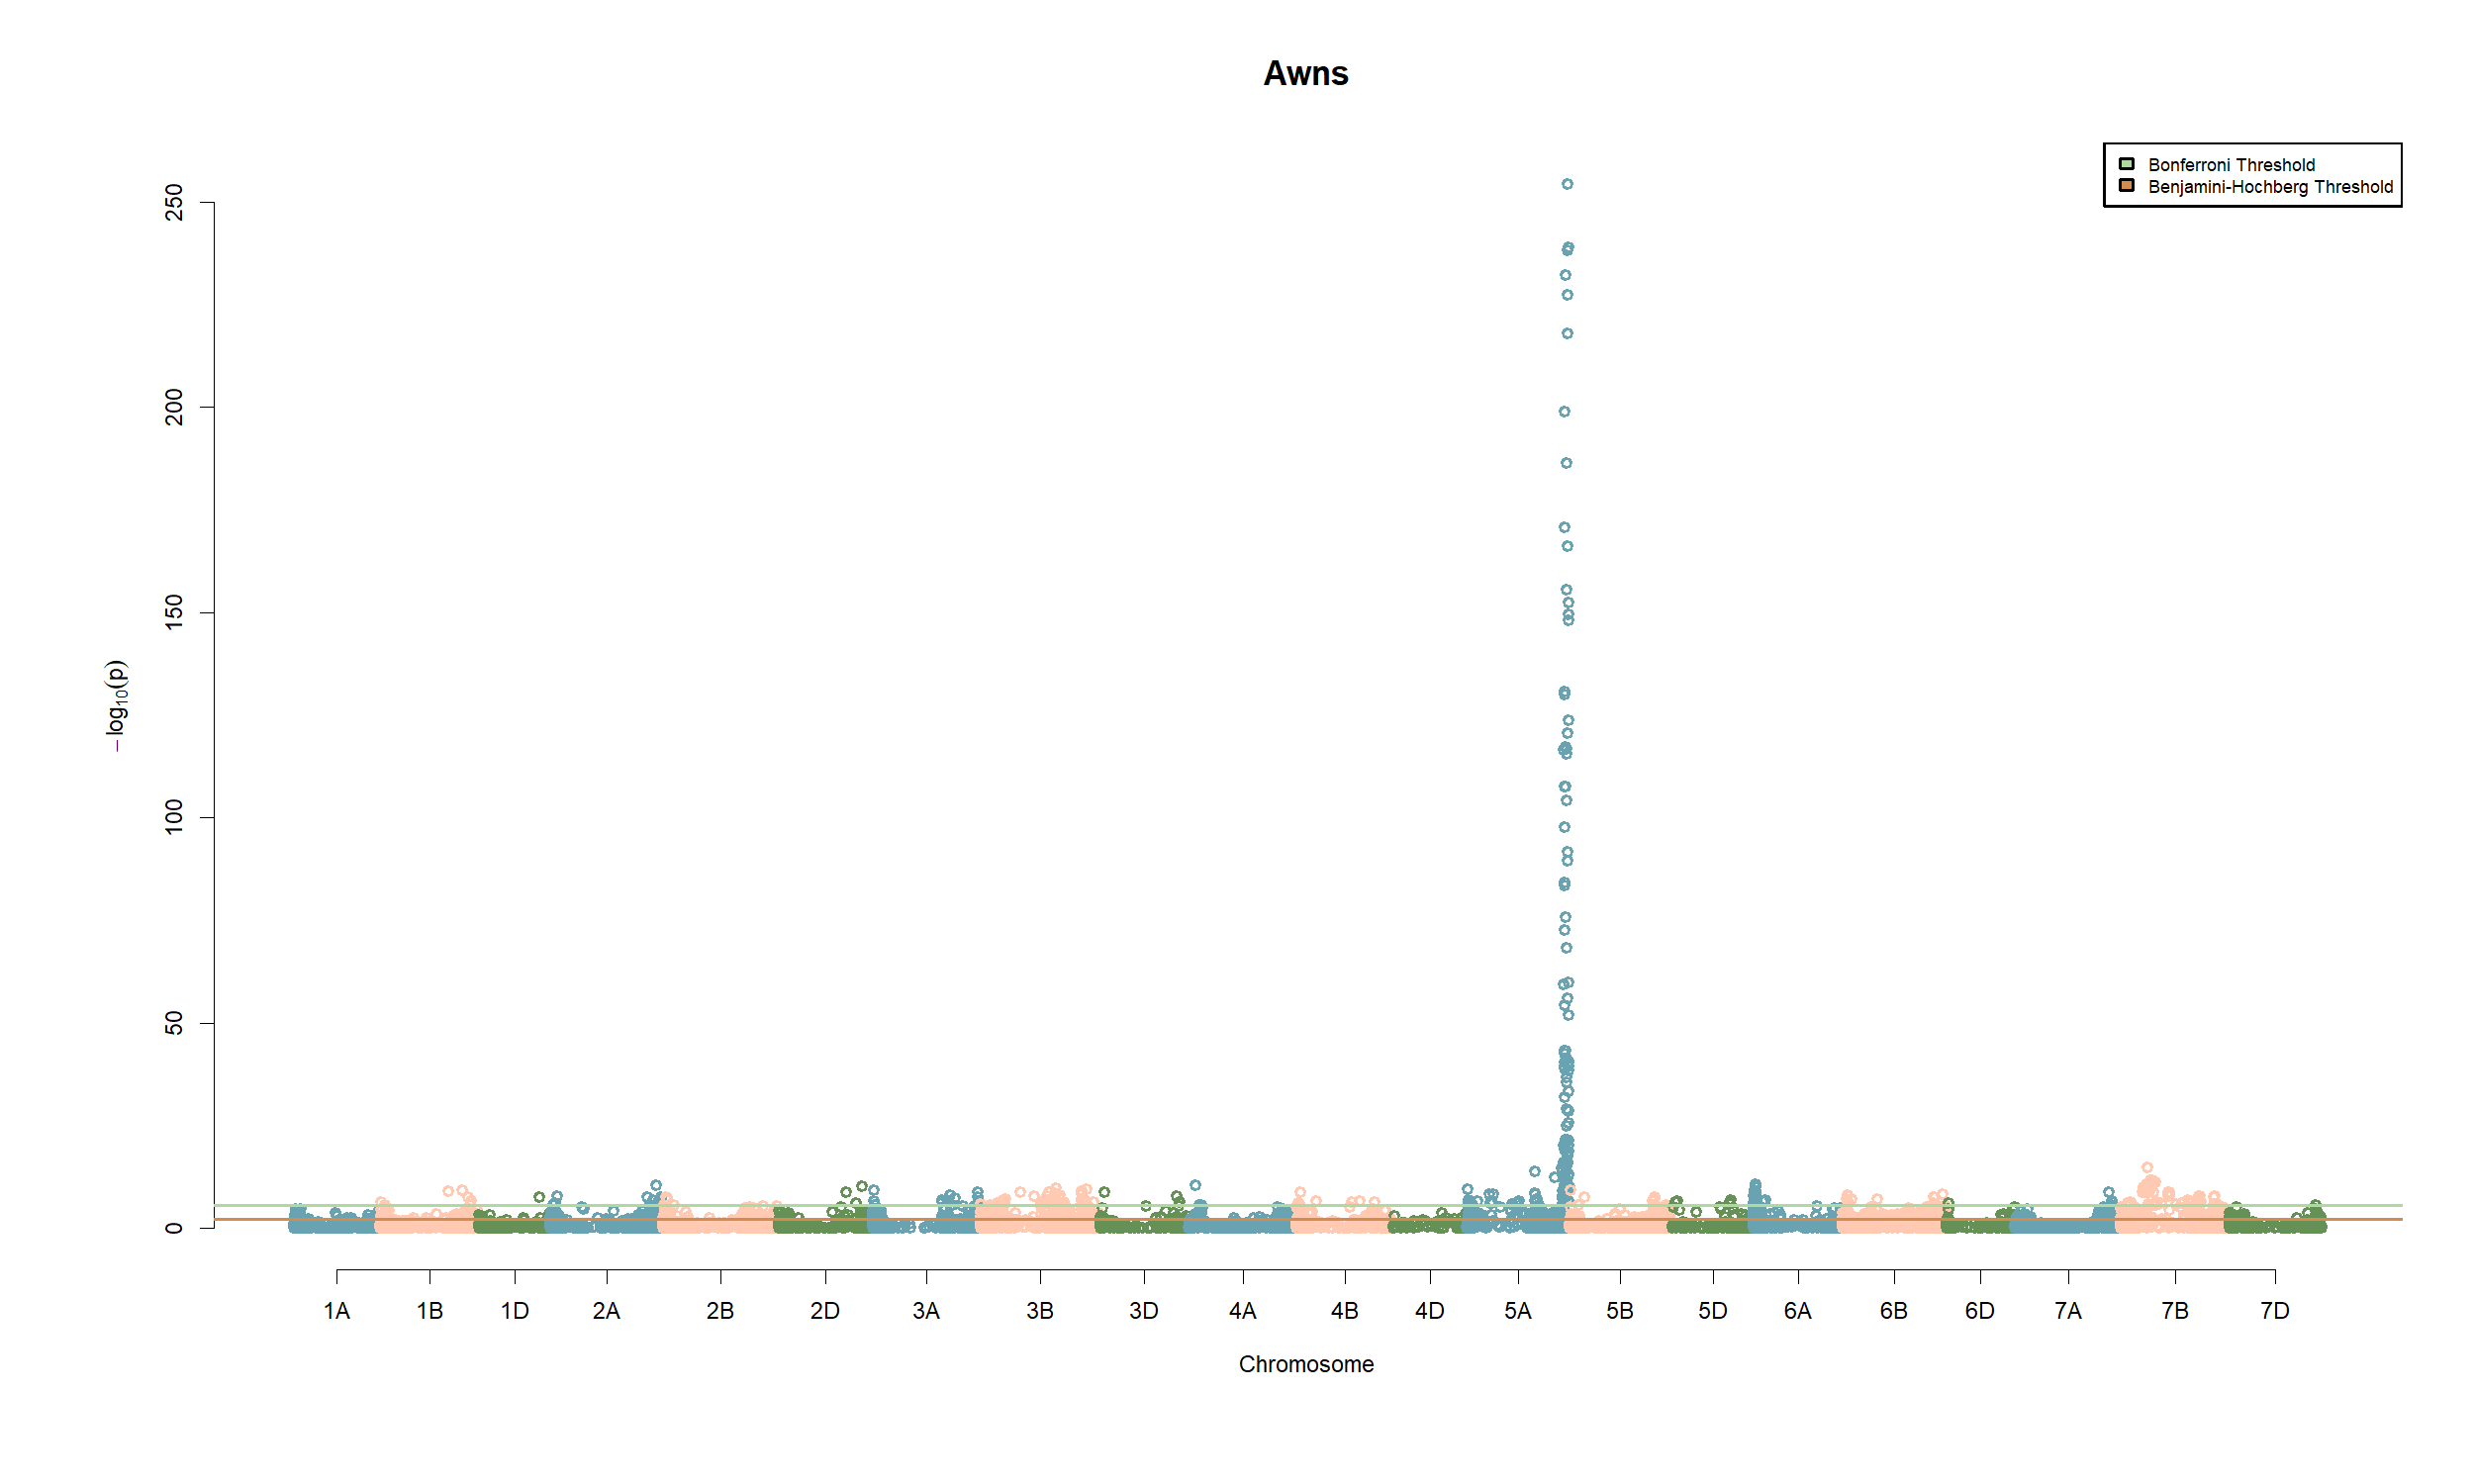 Awns
Bonferroni Threshold
Benjamini-Hochberg Threshold
250
200
150
100
50
0
−log10(p)
1A 1B 1D 2A 2B 2D 3A 3B 3D 4A 4B 4D 5A 5B 5D 6A 6B 6D 7A 7B 7D
Chromosome